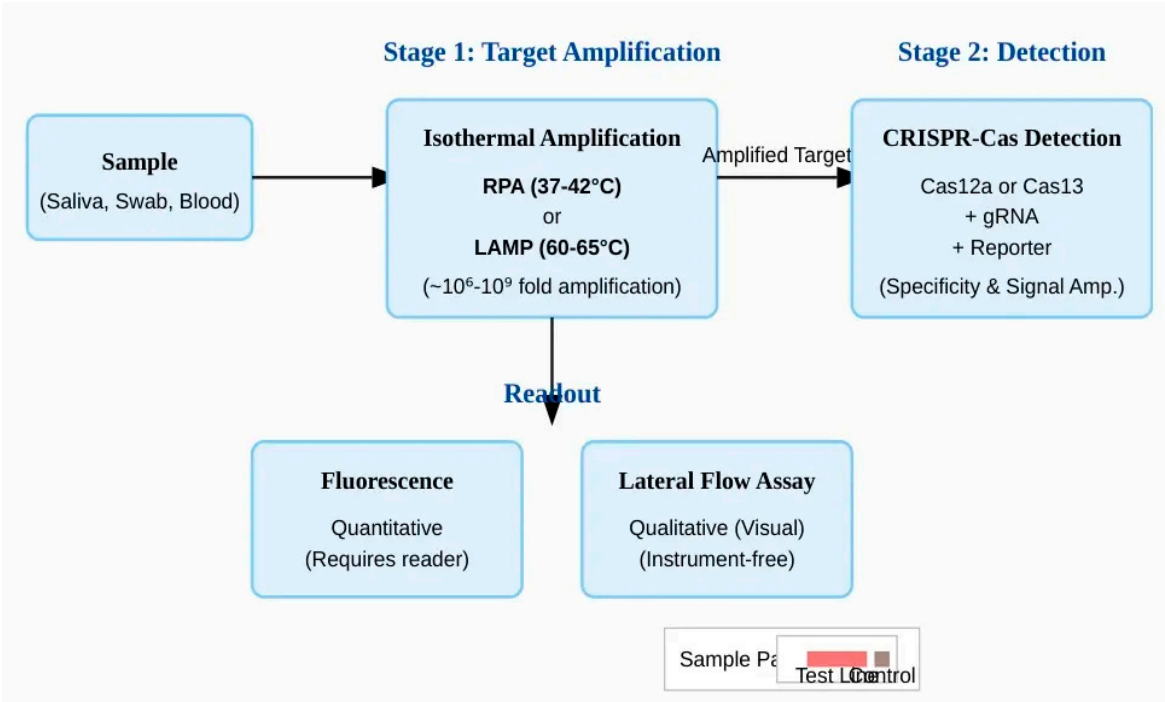 Stage 1: Target Amplification
Stage 2: Detection
Sample
(Saliva, Swab, Blood)
Isothermal Amplification
RPA (37-42°C)
or
LAMP (60-65°C)
(~10⁶-10⁹ fold amplification)
Amplified Target
CRISPR-Cas Detection
Cas12a or Cas13
+ gRNA
+ Reporter
(Specificity & Signal Amp.)
Readout
Fluorescence
Quantitative
(Requires reader)
Lateral Flow Assay
Qualitative (Visual)
(Instrument-free)
Sample
Test Line
Control